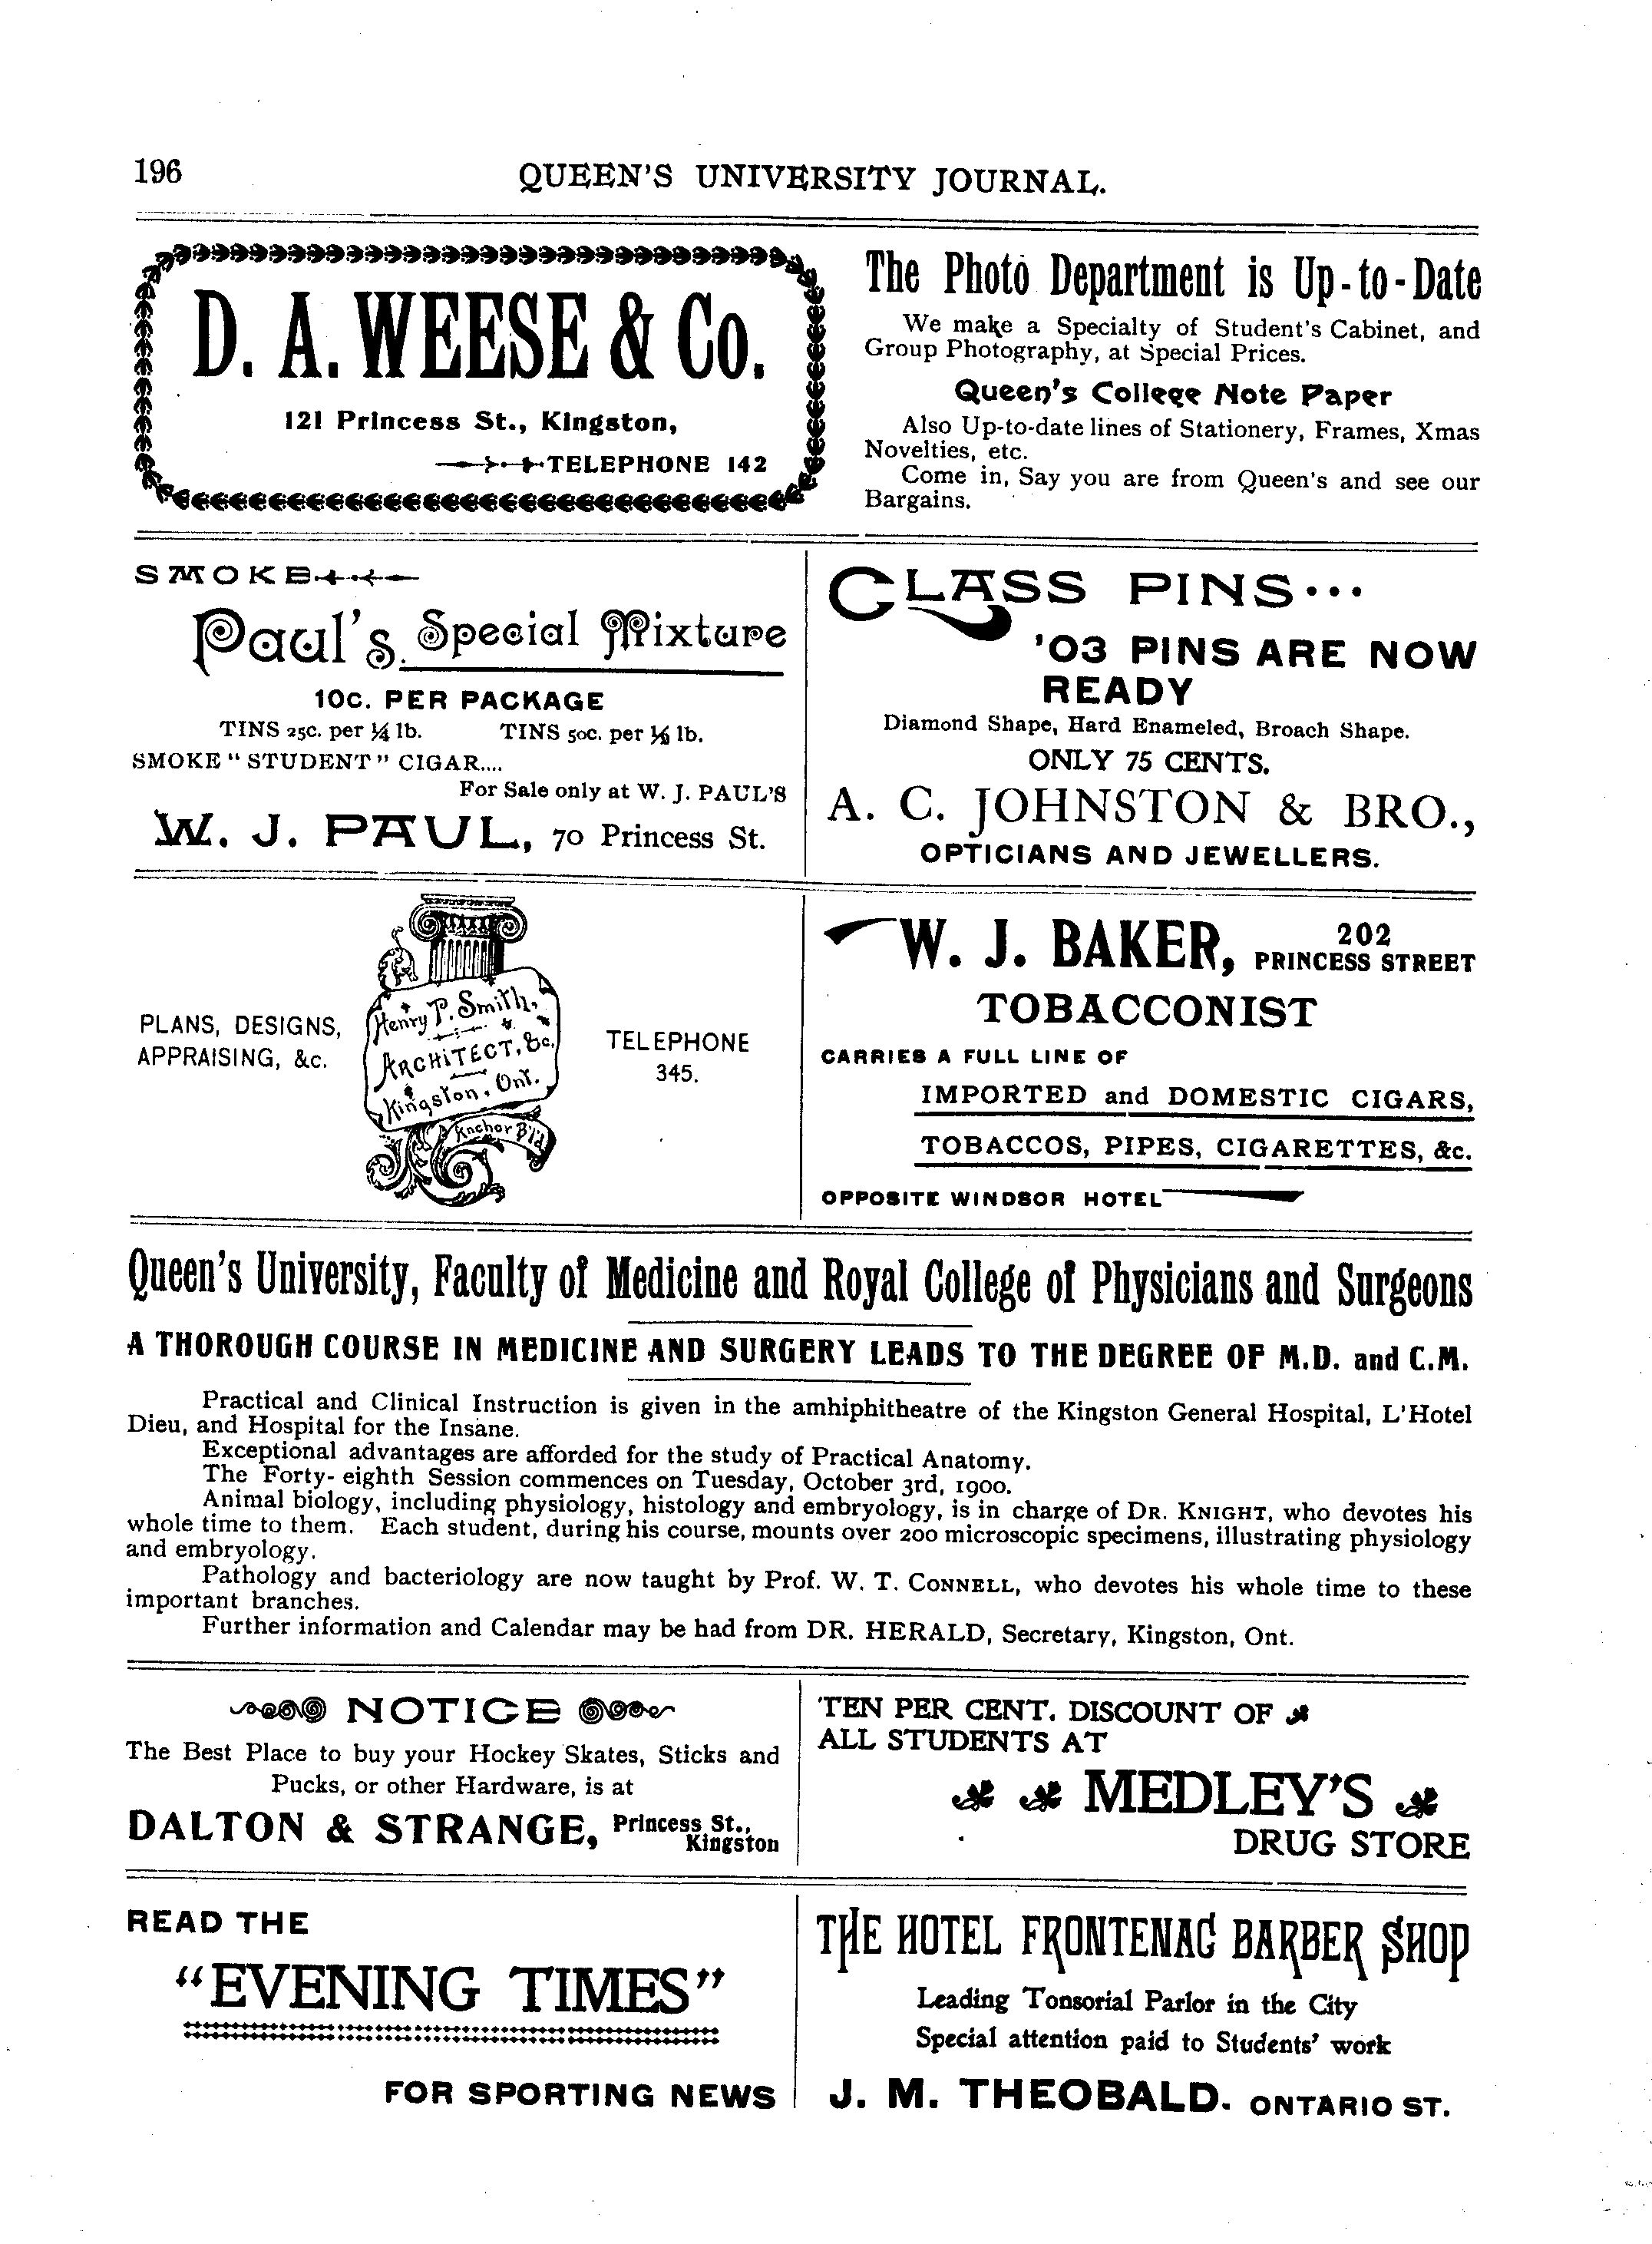 196
QUEEN'S UNIVERSITY JOURNAL.
D. A. WEESE & Co.
121 Princess St., Kingston,
TELEPHONE 142
The Photo Department is Up-to-Date
We make a Specialty of Student's Cabinet, and
Group Photography, at Special Prices.
Queen's College Note Paper
Also Up-to-date lines of Stationery, Frames, Xmas
Novelties, etc.
Come in, Say you are from Queen's and see our
Bargains.
SMOKE
Paul's Special Mixture
10c. PER PACKAGE
TINS 25c. per ¼ lb. TINS 50c. per ½ lb.
SMOKE "STUDENT" CIGAR....
For Sale only at W. J. PAUL'S
W. J. PAUL, 70 Princess St.
CLASS PINS...
'03 PINS ARE NOW
READY
Diamond Shape, Hard Enameled, Broach Shape.
ONLY 75 CENTS.
A. C. JOHNSTON & BRO.,
OPTICIANS AND JEWELLERS.
PLANS, DESIGNS,
APPRAISING, &c.
Henry P. Smith,
ARCHITECT, &c.
Kingston, Ont.
Anchor B'l'd
TELEPHONE
345.
W. J. BAKER, 202
PRINCESS STREET
TOBACCONIST
CARRIES A FULL LINE OF
IMPORTED and DOMESTIC CIGARS,
TOBACCOS, PIPES, CIGARETTES, &c.
OPPOSITE WINDSOR HOTEL
Queen's University, Faculty of Medicine and Royal College of Physicians and Surgeons
A THOROUGH COURSE IN MEDICINE AND SURGERY LEADS TO THE DEGREE OF M.D. and C.M.
Practical and Clinical Instruction is given in the amhiphitheatre of the Kingston General Hospital, L'Hotel
Dieu, and Hospital for the Insane.
Exceptional advantages are afforded for the study of Practical Anatomy.
The Forty-eighth Session commences on Tuesday, October 3rd, 1900.
Animal biology, including physiology, histology and embryology, is in charge of DR. KNIGHT, who devotes his
whole time to them. Each student, during his course, mounts over 200 microscopic specimens, illustrating physiology
and embryology.
Pathology and bacteriology are now taught by Prof. W. T. CONNELL, who devotes his whole time to these
important branches.
Further information and Calendar may be had from DR. HERALD, Secretary, Kingston, Ont.
NOTICE
The Best Place to buy your Hockey Skates, Sticks and
Pucks, or other Hardware, is at
DALTON & STRANGE, Princess St.,
Kingston
TEN PER CENT. DISCOUNT OF
ALL STUDENTS AT
MEDLEY'S
DRUG STORE
READ THE
"EVENING TIMES"
FOR SPORTING NEWS
THE HOTEL FRONTENAC BARBER SHOP
Leading Tonsorial Parlor in the City
Special attention paid to Students' work
J. M. THEOBALD. ONTARIO ST.